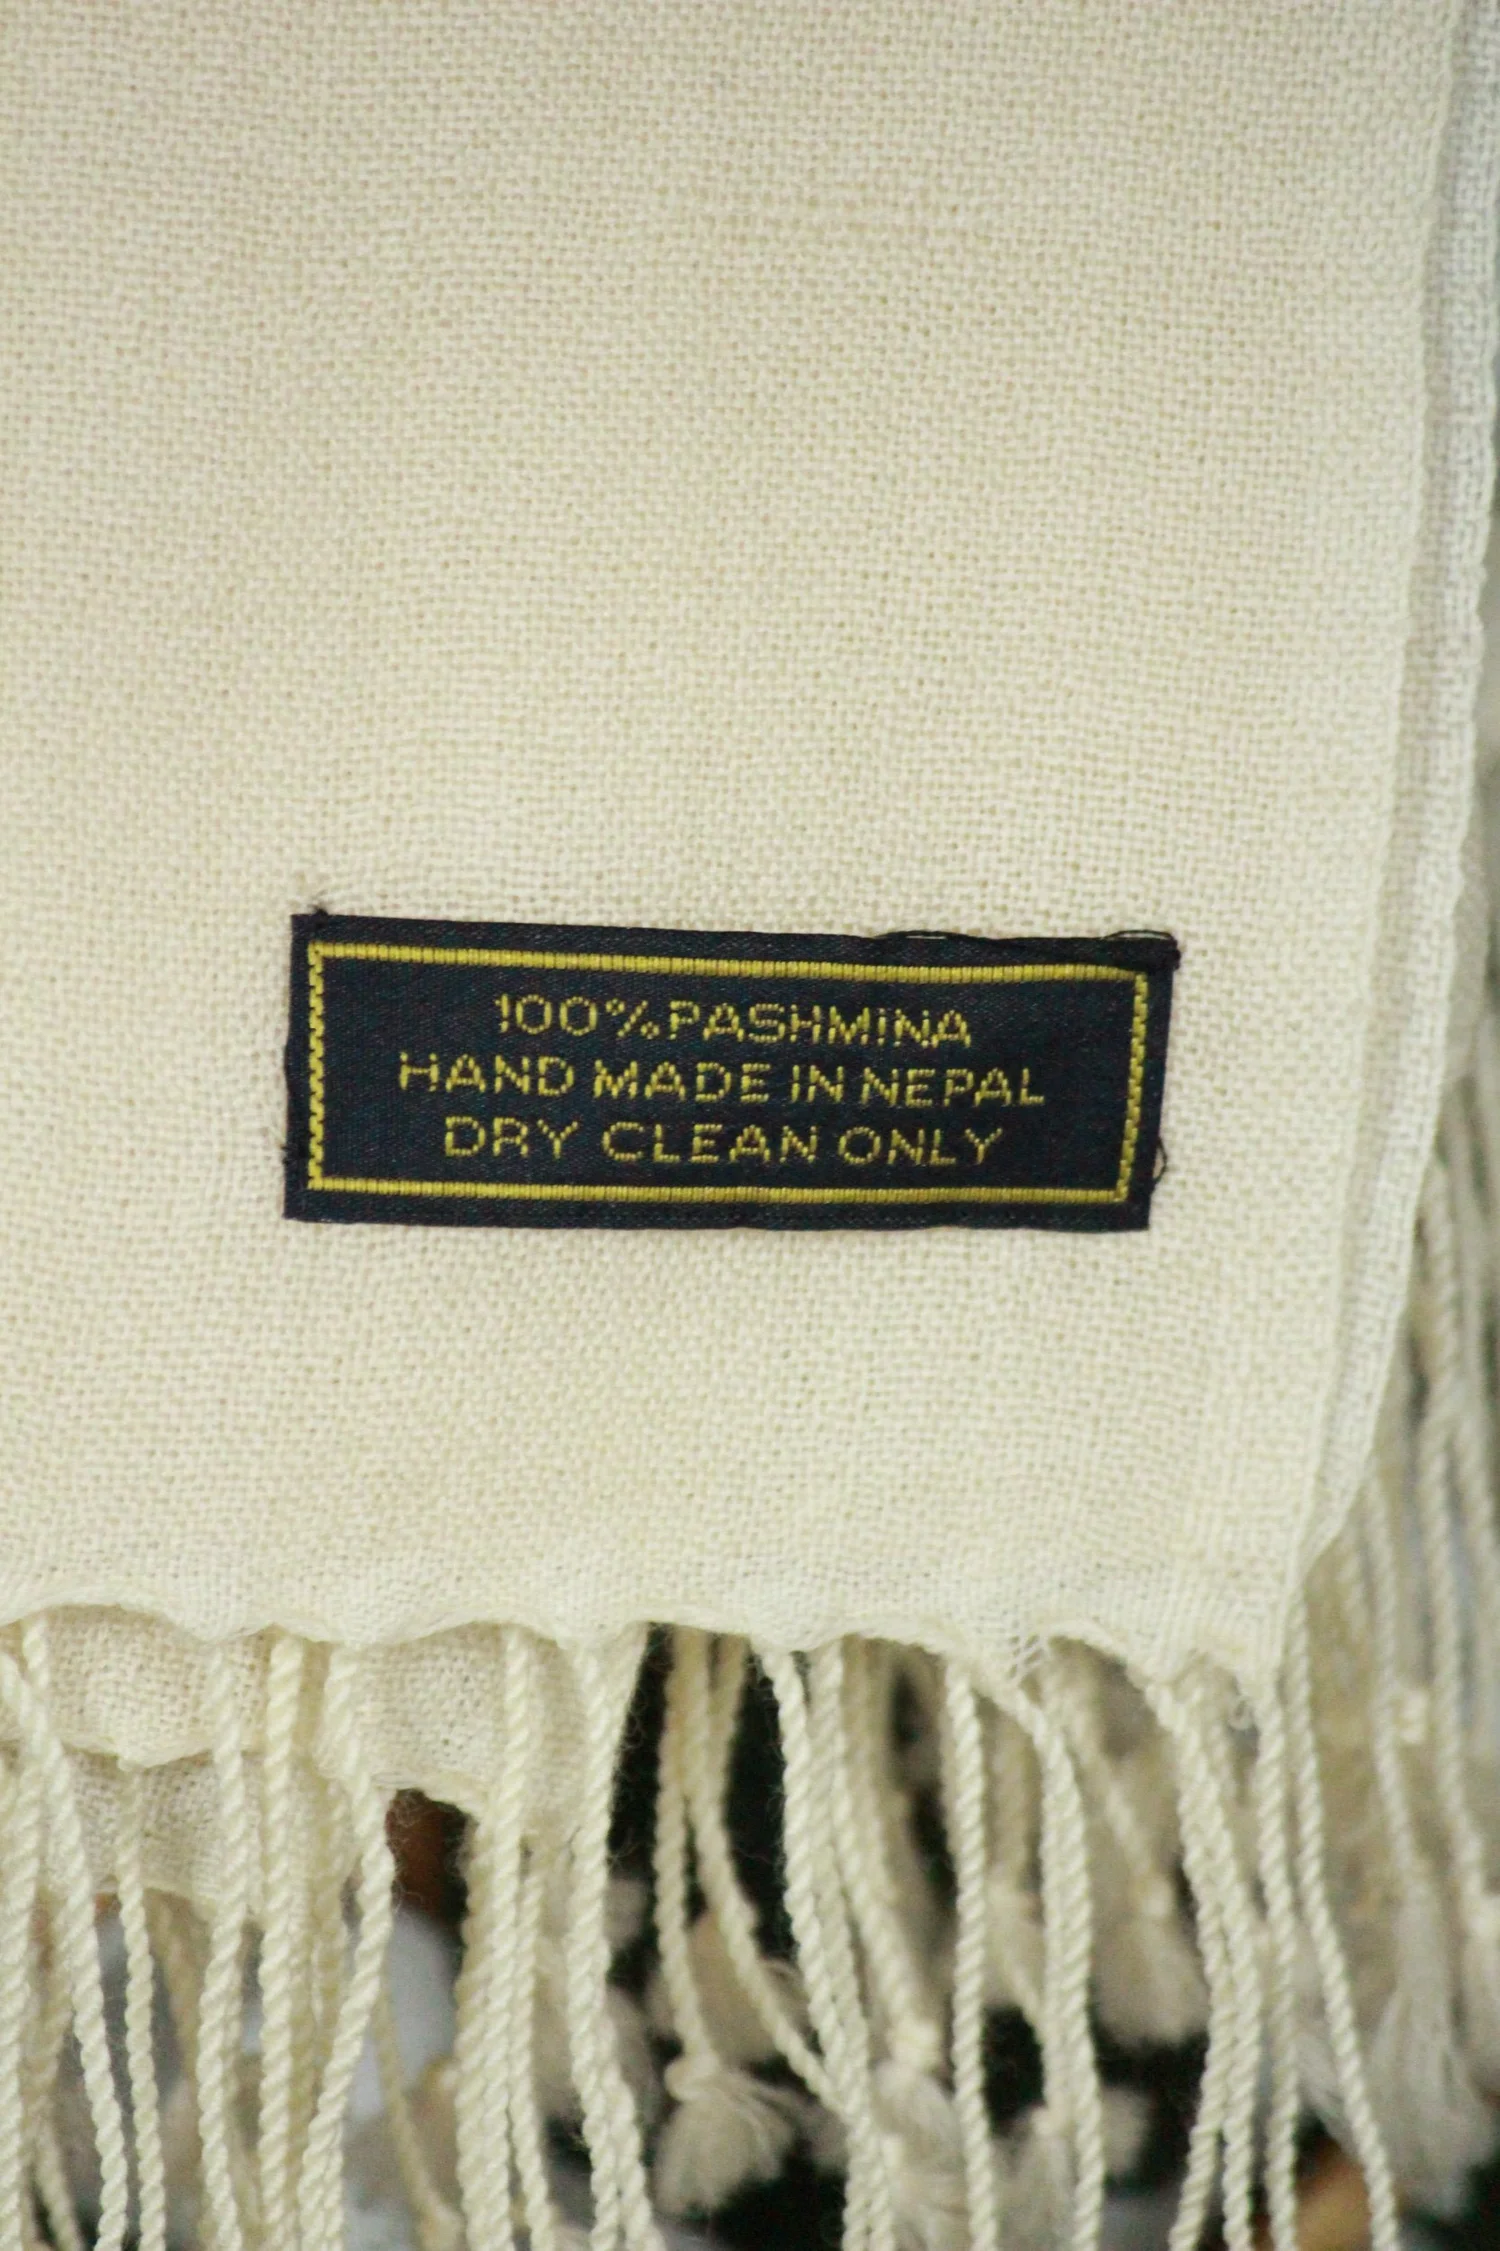 100% PASHMINA
HAND MADE IN NEPAL
DRY CLEAN ONLY